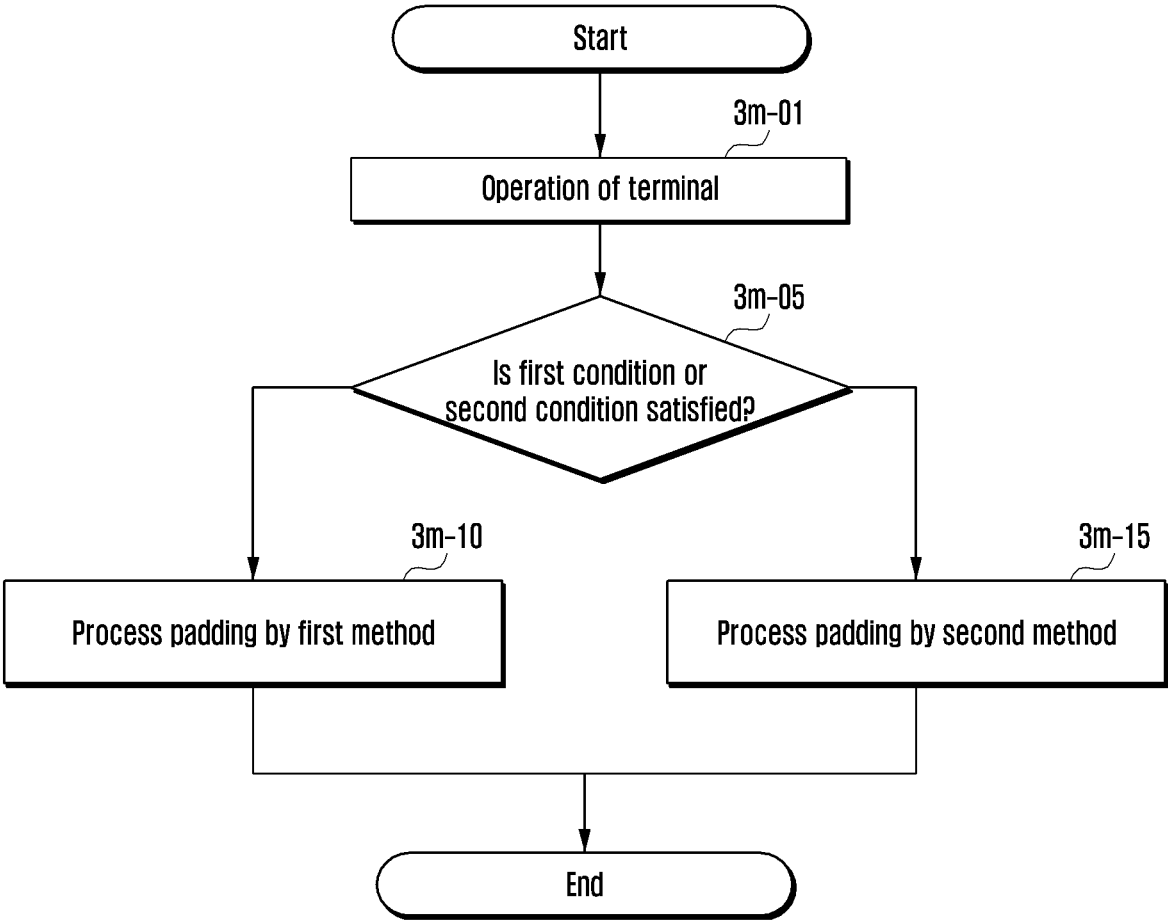 Start
3m-01
Operation of terminal
3m-05
Is first condition or
second condition satisfied?
3m-10
3m-15
Process padding by first method
Process padding by second method
End